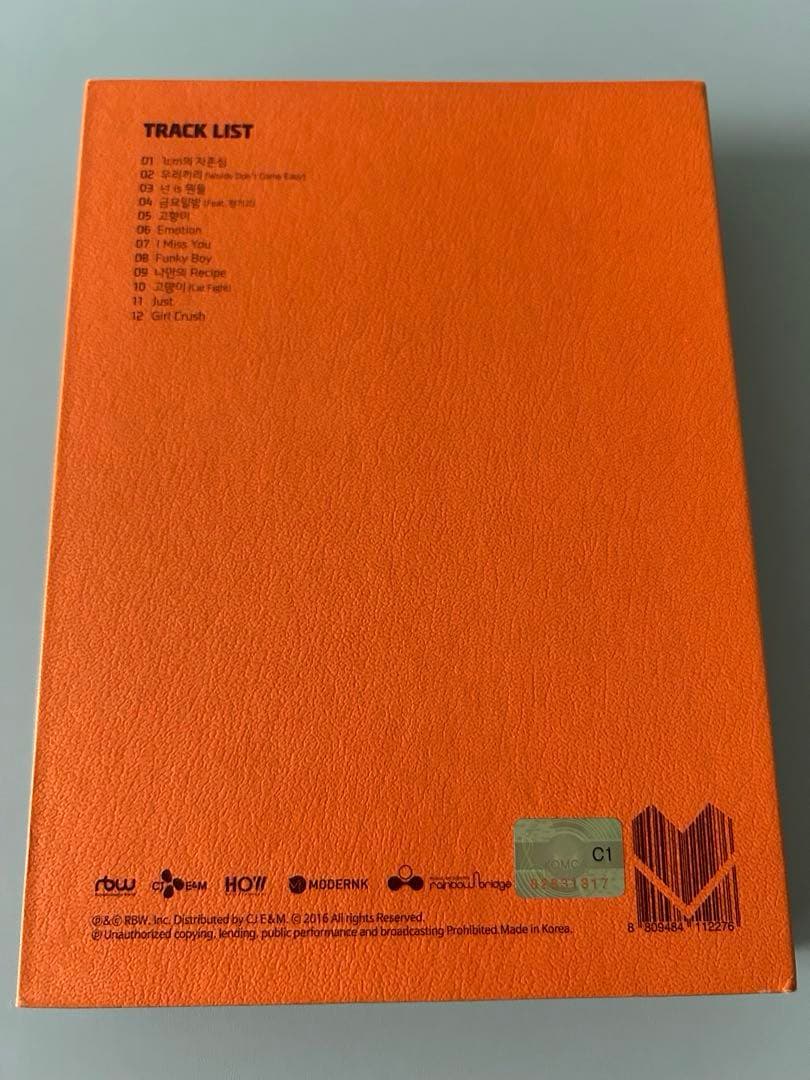 TRACK LIST
01 1cm의 자존심
02 우리끼리 (Words Don't Come Easy)
03 넌 is 뭔들
04 금요일밤 (Feat. 정키)
05 고향이
06 Emotion
07 I Miss You
08 Funky Boy
09 나만의 Recipe
10 고양이 (Cat Fight)
11 Just
12 Girl Crush
rbw CJ E&M HOW MODERNK rainbow bridge
KOMCA C1
82831317
℗&© RBW, Inc. Distributed by CJ E&M. © 2016 All rights Reserved.
℗ Unauthorized copying, lending, public performance and broadcasting Prohibited. Made in Korea.
8 809484 112276